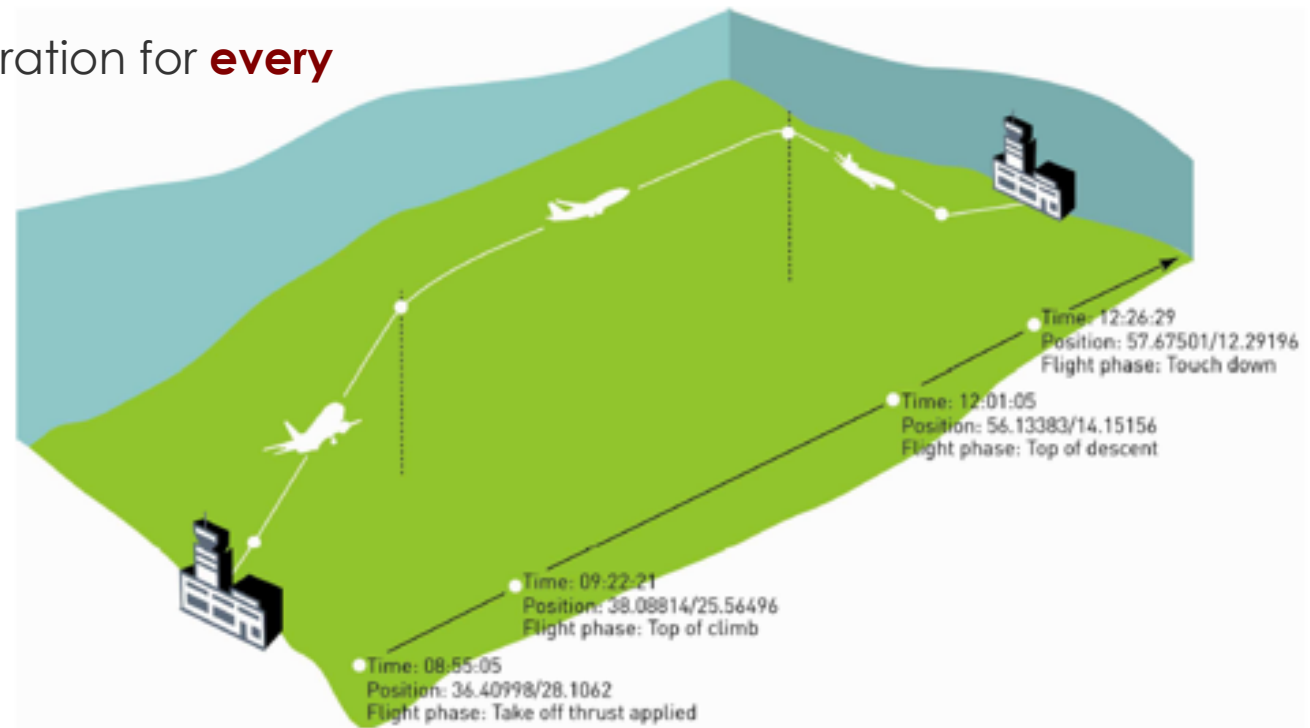 ration for every
Time: 12:26:29
Position: 57.67501/12.29196
Flight phase: Touch down
Time: 12:01:05
Position: 56.13383/14.15156
Flight phase: Top of descent
Time: 09:22:21
Position: 38.08814/25.56496
Flight phase: Top of climb
Time: 08:55:05
Position: 36.40998/28.1062
Flight phase: Take off thrust applied